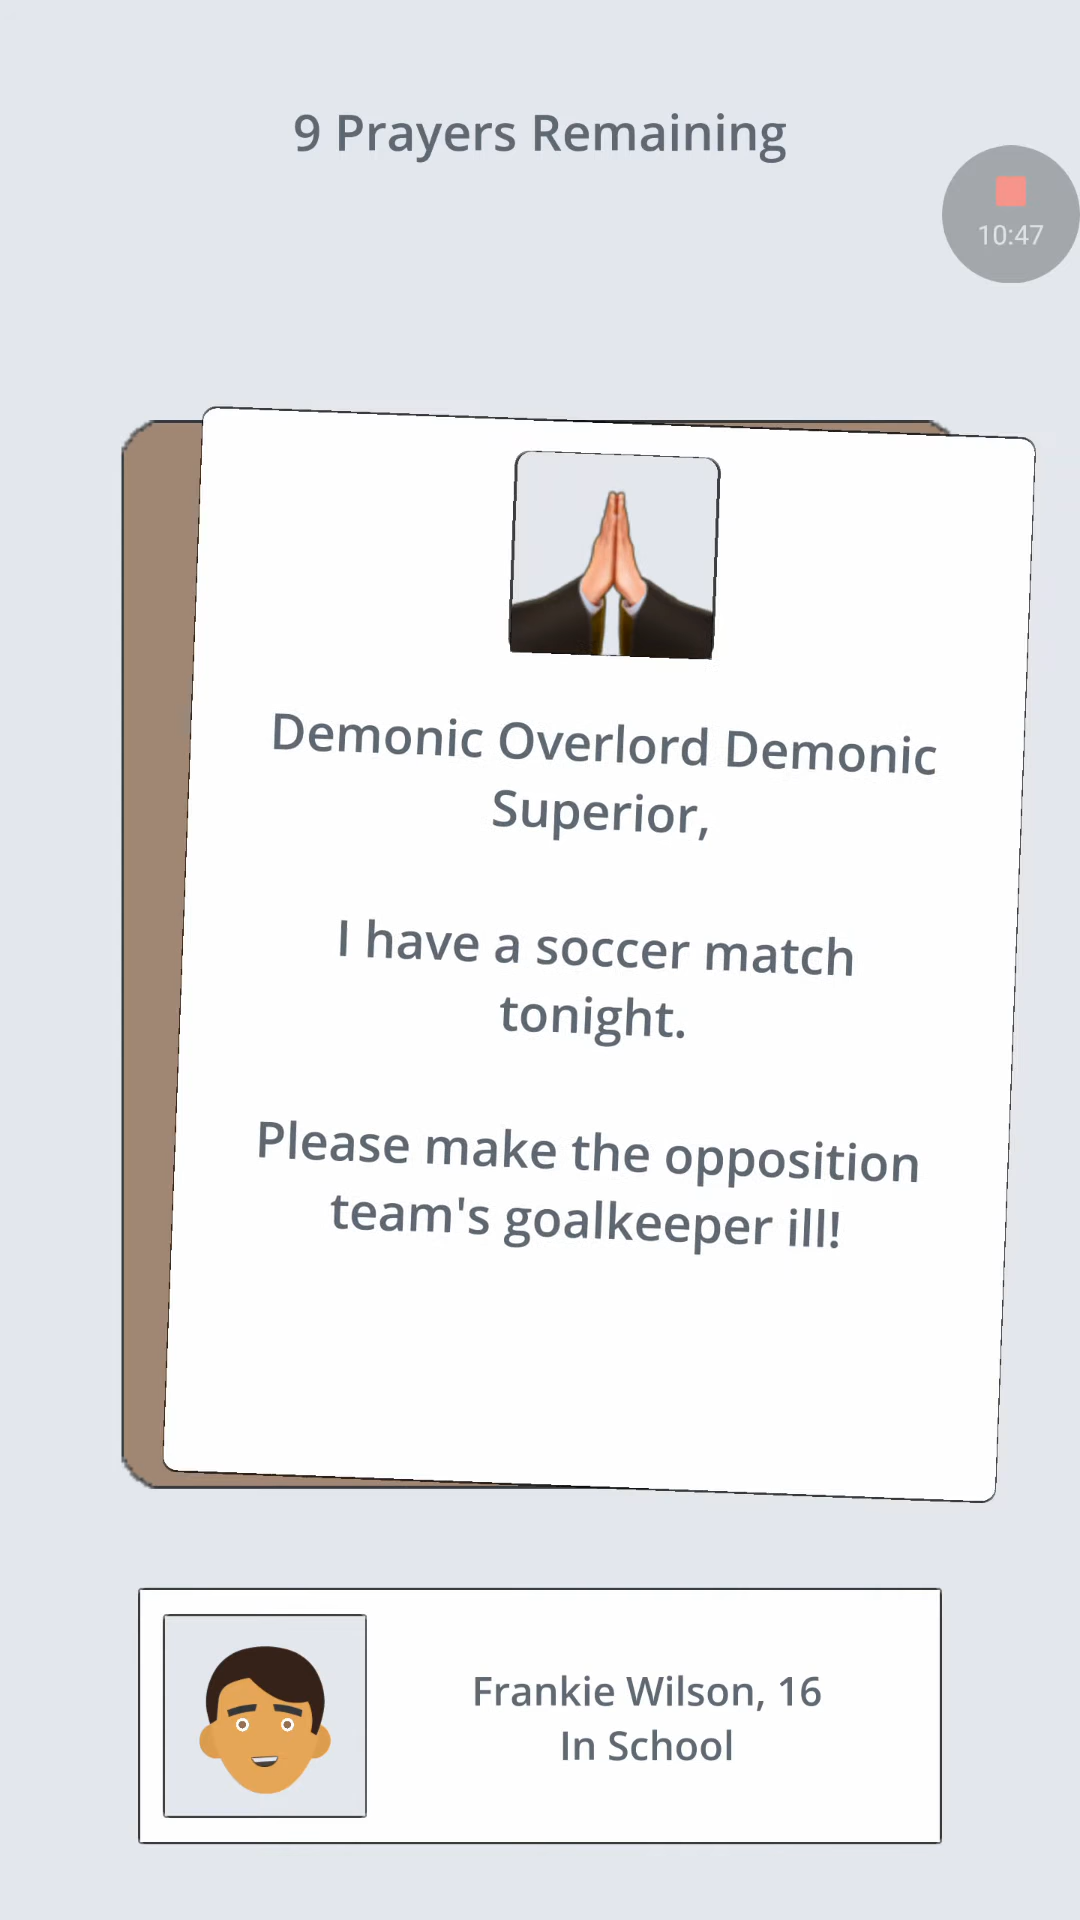 9 Prayers Remaining
10:47
Demonic Overlord Demonic
Superior,
I have a soccer match
tonight.
Please make the opposition
team's goalkeeper ill!
Frankie Wilson, 16
In School